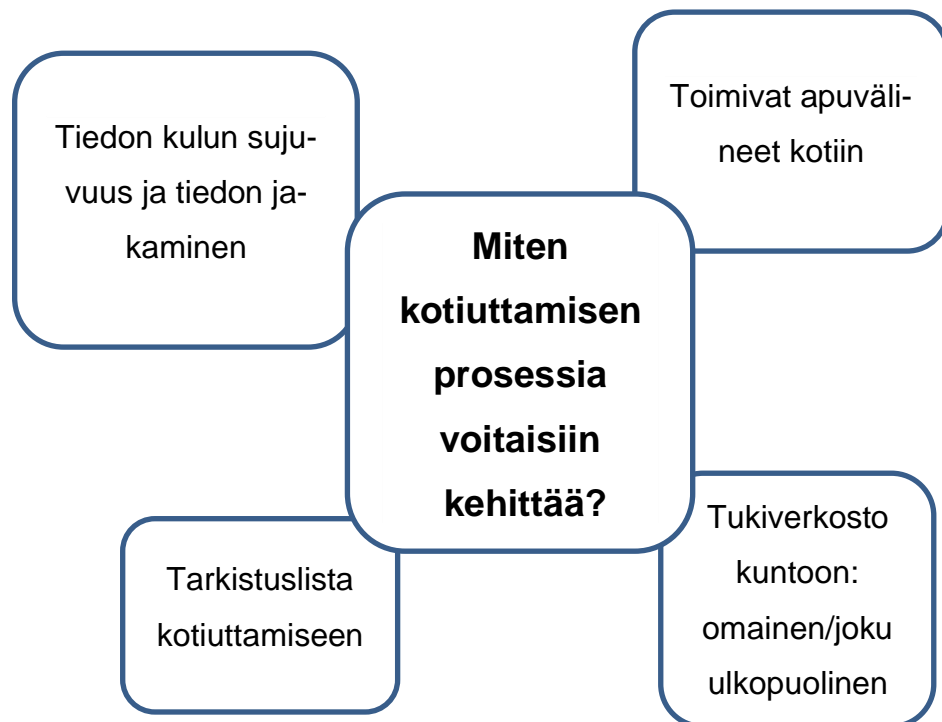 Tiedon kulun suju-
vuus ja tiedon ja-
kaminen
Toimivat apuväli-
neet kotiin
Miten
kotiuttamisen
prosessia
voitaisiin
kehittää?
Tarkistuslista
kotiuttamiseen
Tukiverkosto
kuntoon:
omainen/joku
ulkopuolinen